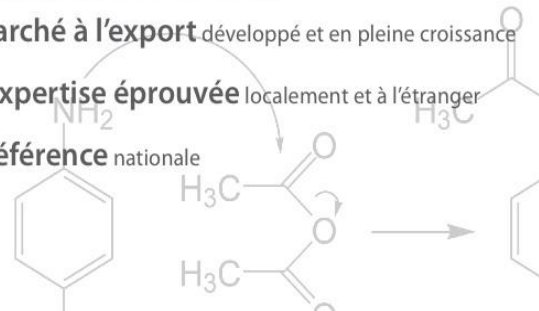 arché à l'export développé et en pleine croissance
xpertise éprouvée localement et à l'étranger
éférence nationale
O
NH2
H3C
O
H3C
O
H3C
O